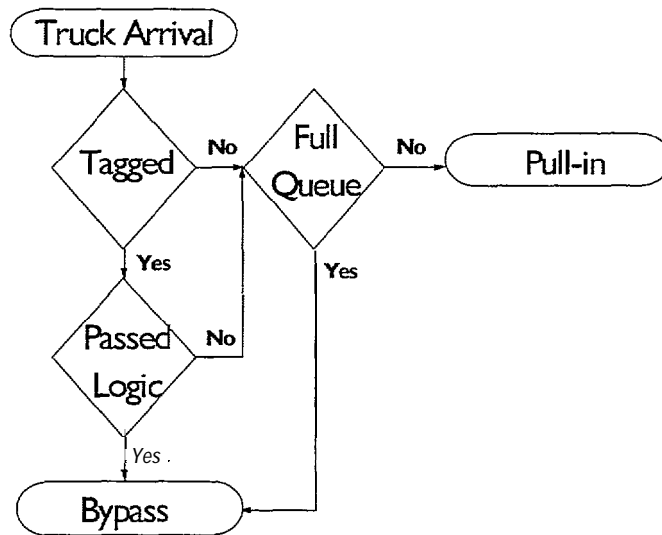 Truck Arrival
Tagged
No
Full
Queue
No
Pull-in
Yes
Yes
Passed
Logic
No
Yes .
Bypass